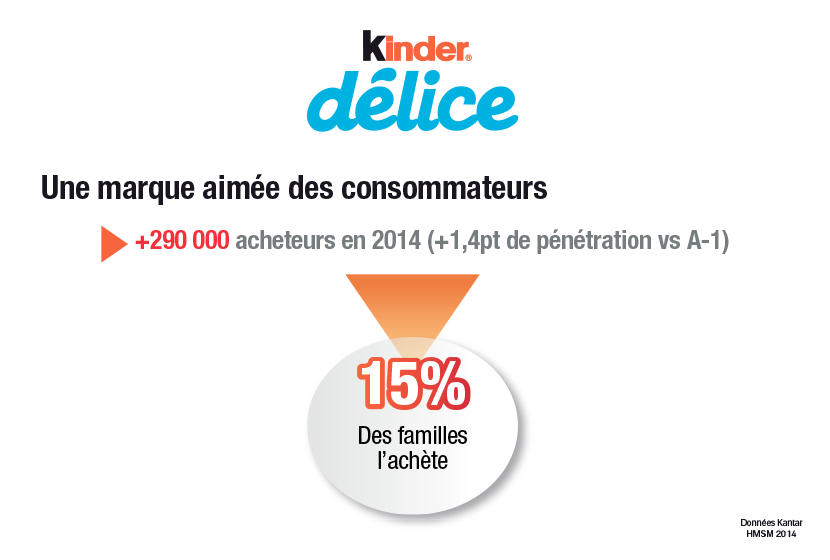 Kinder®
délice
Une marque aimée des consommateurs
+290 000 acheteurs en 2014 (+1,4pt de pénétration vs A-1)
15%
Des familles
l'achète
Données Kantar
HMSM 2014